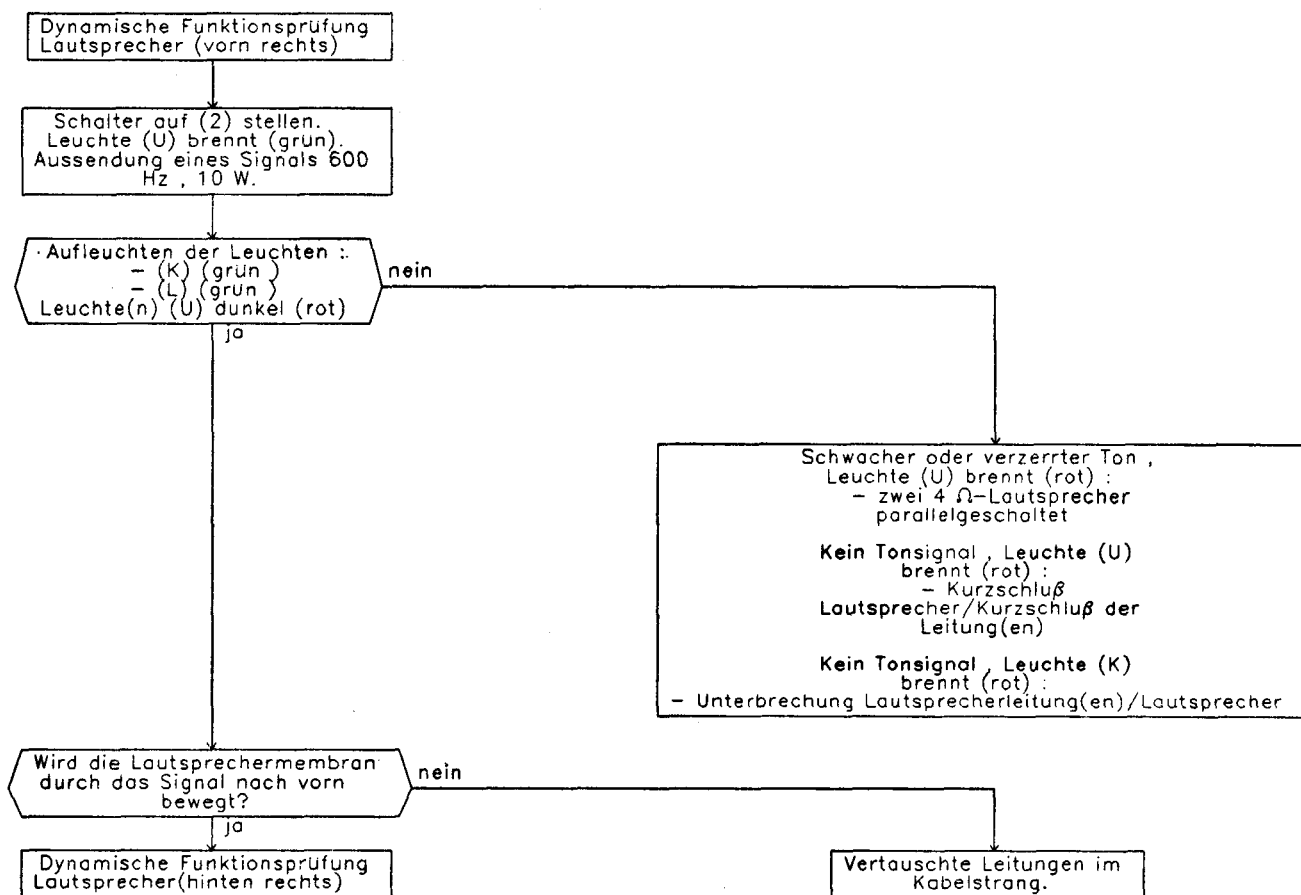 Dynamische Funktionsprüfung
Lautsprecher (vorn rechts)
Schalter auf (2) stellen.
Leuchte (U) brennt (grün).
Aussendung eines Signals 600
Hz , 10 W.
Aufleuchten der Leuchten :
– (K) (grün )
– (L) (grün )
Leuchte(n) (U) dunkel (rot)
nein
ja
Schwacher oder verzerrter Ton ,
Leuchte (U) brennt (rot) :
– zwei 4 Ω–Lautsprecher
parallelgeschaltet
Kein Tonsignal , Leuchte (U)
brennt (rot) :
– Kurzschluß
Lautsprecher/Kurzschluß der
Leitung(en)
Kein Tonsignal , Leuchte (K)
brennt (rot) :
– Unterbrechung Lautsprecherleitung(en)/Lautsprecher
Wird die Lautsprechermembran
durch das Signal nach vorn
bewegt?
nein
ja
Dynamische Funktionsprüfung
Lautsprecher(hinten rechts)
Vertauschte Leitungen im
Kabelstrang.